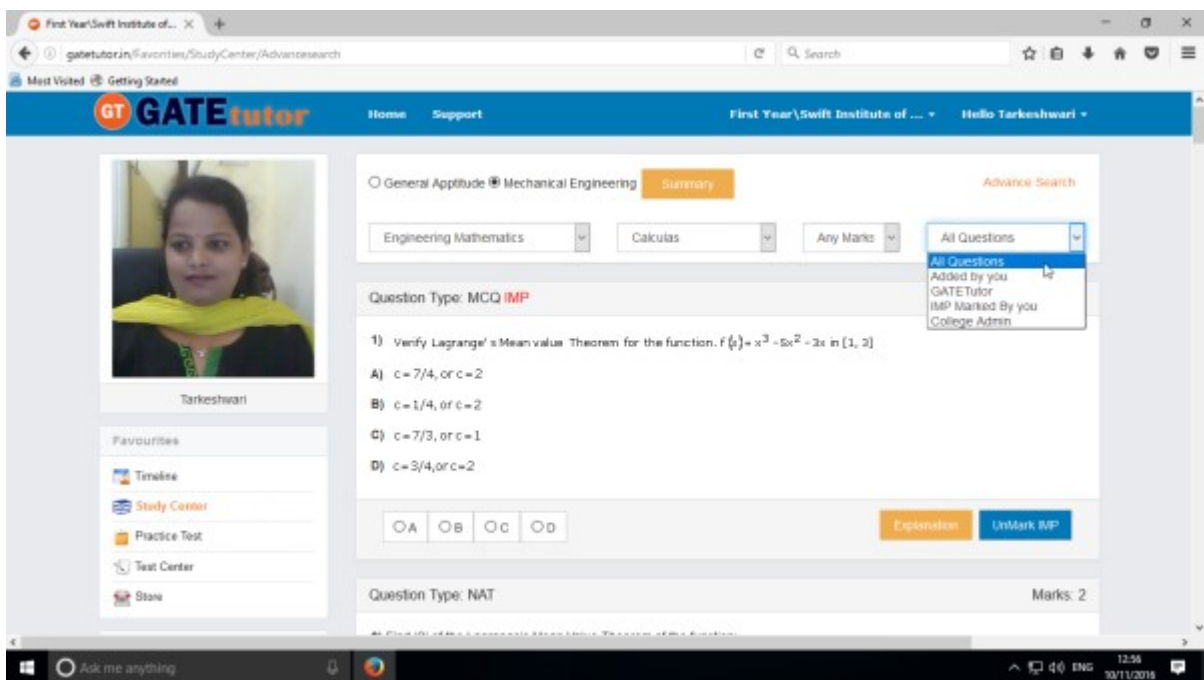 First Year\Swift Institute of...
gatetutor.in/Favorities/StudyCenter/Advancesearch
Search
Most Visited Getting Started
GT GATEtutor Home Support First Year\Swift Institute of .... Hello Tarkeshwari
General Apptitude Mechanical Engineering Summary Advance Search
Engineering Mathematics Calculas Any Marks All Questions
All Questions
Added by you
GATETutor
IMP Marked By you
College Admin
Question Type: MCQ IMP
1) Verify Lagrange's Mean value Theorem for the function. f(x)= x³ -5x² -3x in [1, 3]
A) c=7/4, or c=2
B) c=1/4, or c=2
C) c=7/3, or c=1
D) c=3/4,or c=2
A B C D Explanation UnMark IMP
Tarkeshwari
Favourites
Timeline
Study Center
Practice Test
Test Center
Store
Question Type: NAT Marks: 2
Ask me anything
ENG 12:56
10/11/2016